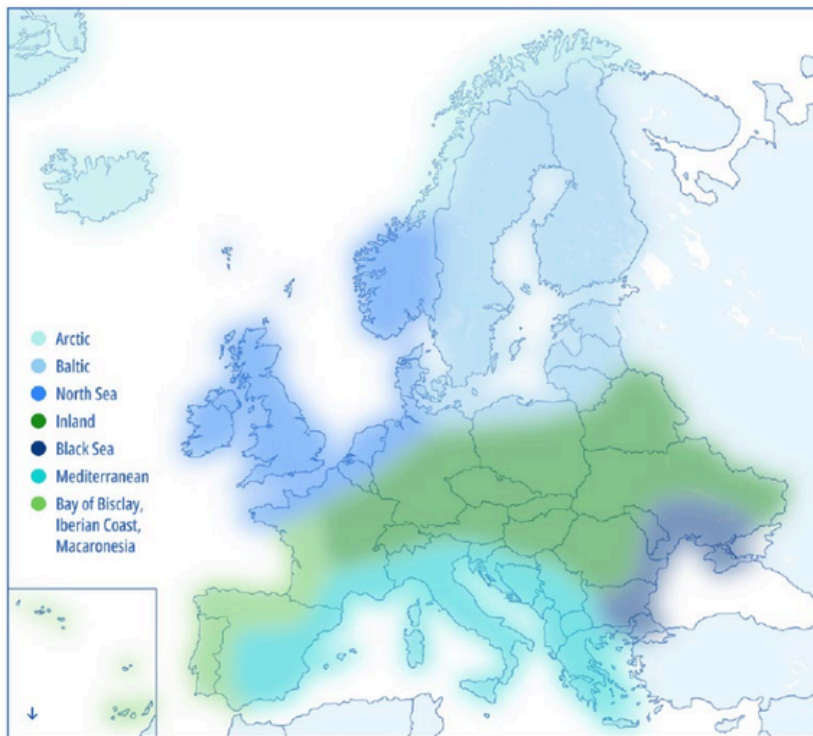 Arctic
Baltic
North Sea
Inland
Black Sea
Mediterranean
Bay of Bisclay,
Iberian Coast,
Macaronesia